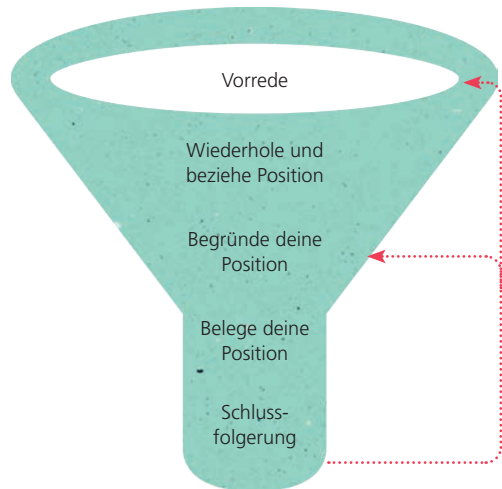 Vorrede
Wiederhole und
beziehe Position
Begründe deine
Position
Belege deine
Position
Schluss-
folgerung